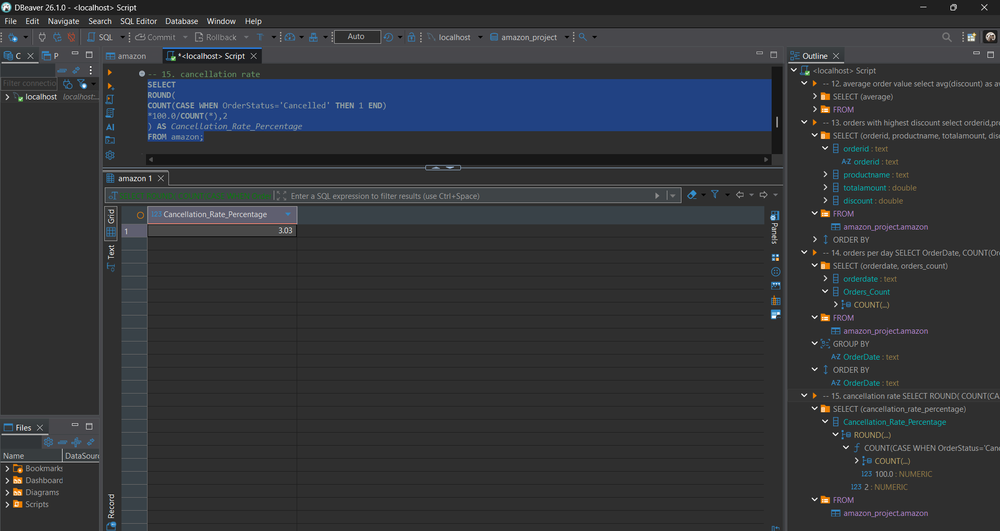 DBeaver 26.1.0 - <localhost> Script
File Edit Navigate Search SQL Editor Database Window Help
SQL Commit Rollback T Auto localhost amazon_project
C P
amazon *<localhost> Script
Outline
Filter connectio
localhost localhost:...
-- 15. cancellation rate
SELECT
ROUND(
COUNT(CASE WHEN OrderStatus='Cancelled' THEN 1 END)
*100.0/COUNT(*),2
) AS Cancellation_Rate_Percentage
FROM amazon;
AI
amazon 1
SELECT ROUND( COUNT(CASE WHEN Order
Enter a SQL expression to filter results (use Ctrl+Space)
Grid
Text
Record
123 Cancellation_Rate_Percentage
1 3.03
Panels
<localhost> Script
-- 12. average order value select avg(discount) as av
SELECT (average)
FROM
-- 13. orders with highest discount select orderid,pr
SELECT (orderid, productname, totalamount, disc
orderid : text
A-Z orderid : text
productname : text
totalamount : double
discount : double
FROM
amazon_project.amazon
ORDER BY
-- 14. orders per day SELECT OrderDate, COUNT(Or
SELECT (orderdate, orders_count)
orderdate : text
Orders_Count
COUNT(...)
FROM
amazon_project.amazon
GROUP BY
A-Z OrderDate : text
ORDER BY
A-Z OrderDate : text
-- 15. cancellation rate SELECT ROUND( COUNT(CA
SELECT (cancellation_rate_percentage)
Cancellation_Rate_Percentage
ROUND(...)
COUNT(CASE WHEN OrderStatus='Canc
COUNT(...)
123 100.0 : NUMERIC
123 2 : NUMERIC
FROM
amazon_project.amazon
Files
Name DataSourc
Bookmarks
Dashboard
Diagrams
Scripts